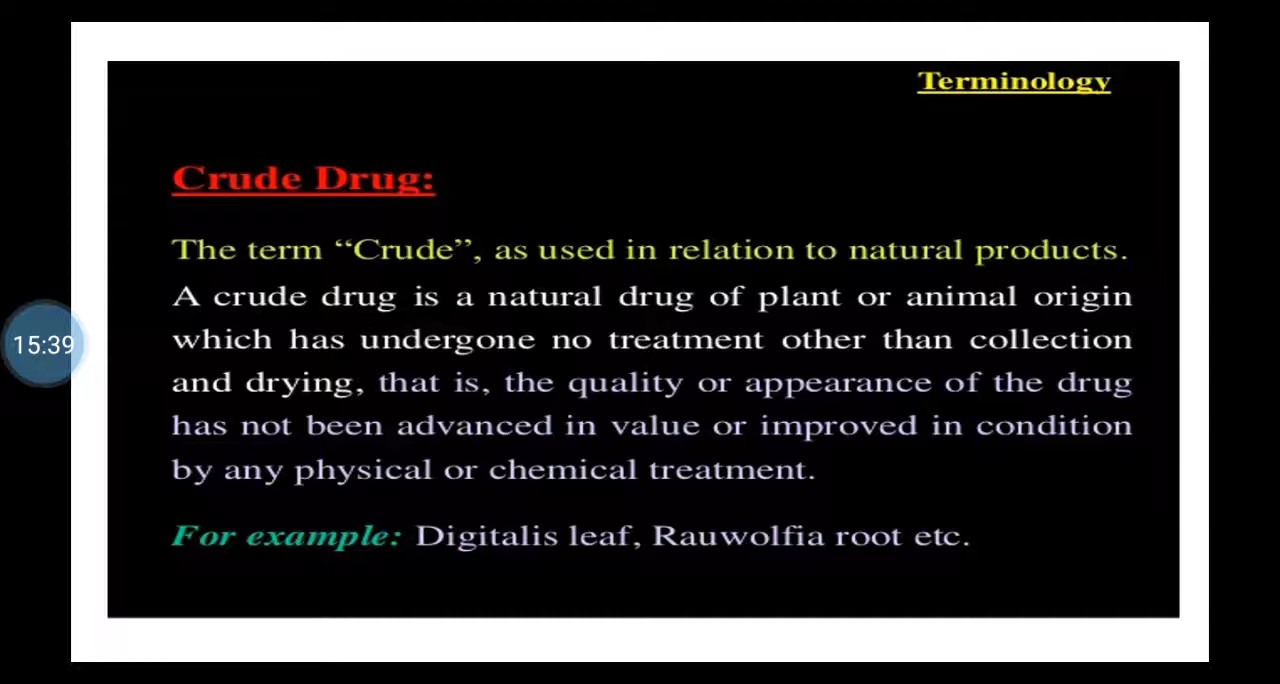 Terminology
Crude Drug:
The term “Crude”, as used in relation to natural products.
A crude drug is a natural drug of plant or animal origin
which has undergone no treatment other than collection
and drying, that is, the quality or appearance of the drug
has not been advanced in value or improved in condition
by any physical or chemical treatment.
For example: Digitalis leaf, Rauwolfia root etc.
15:39